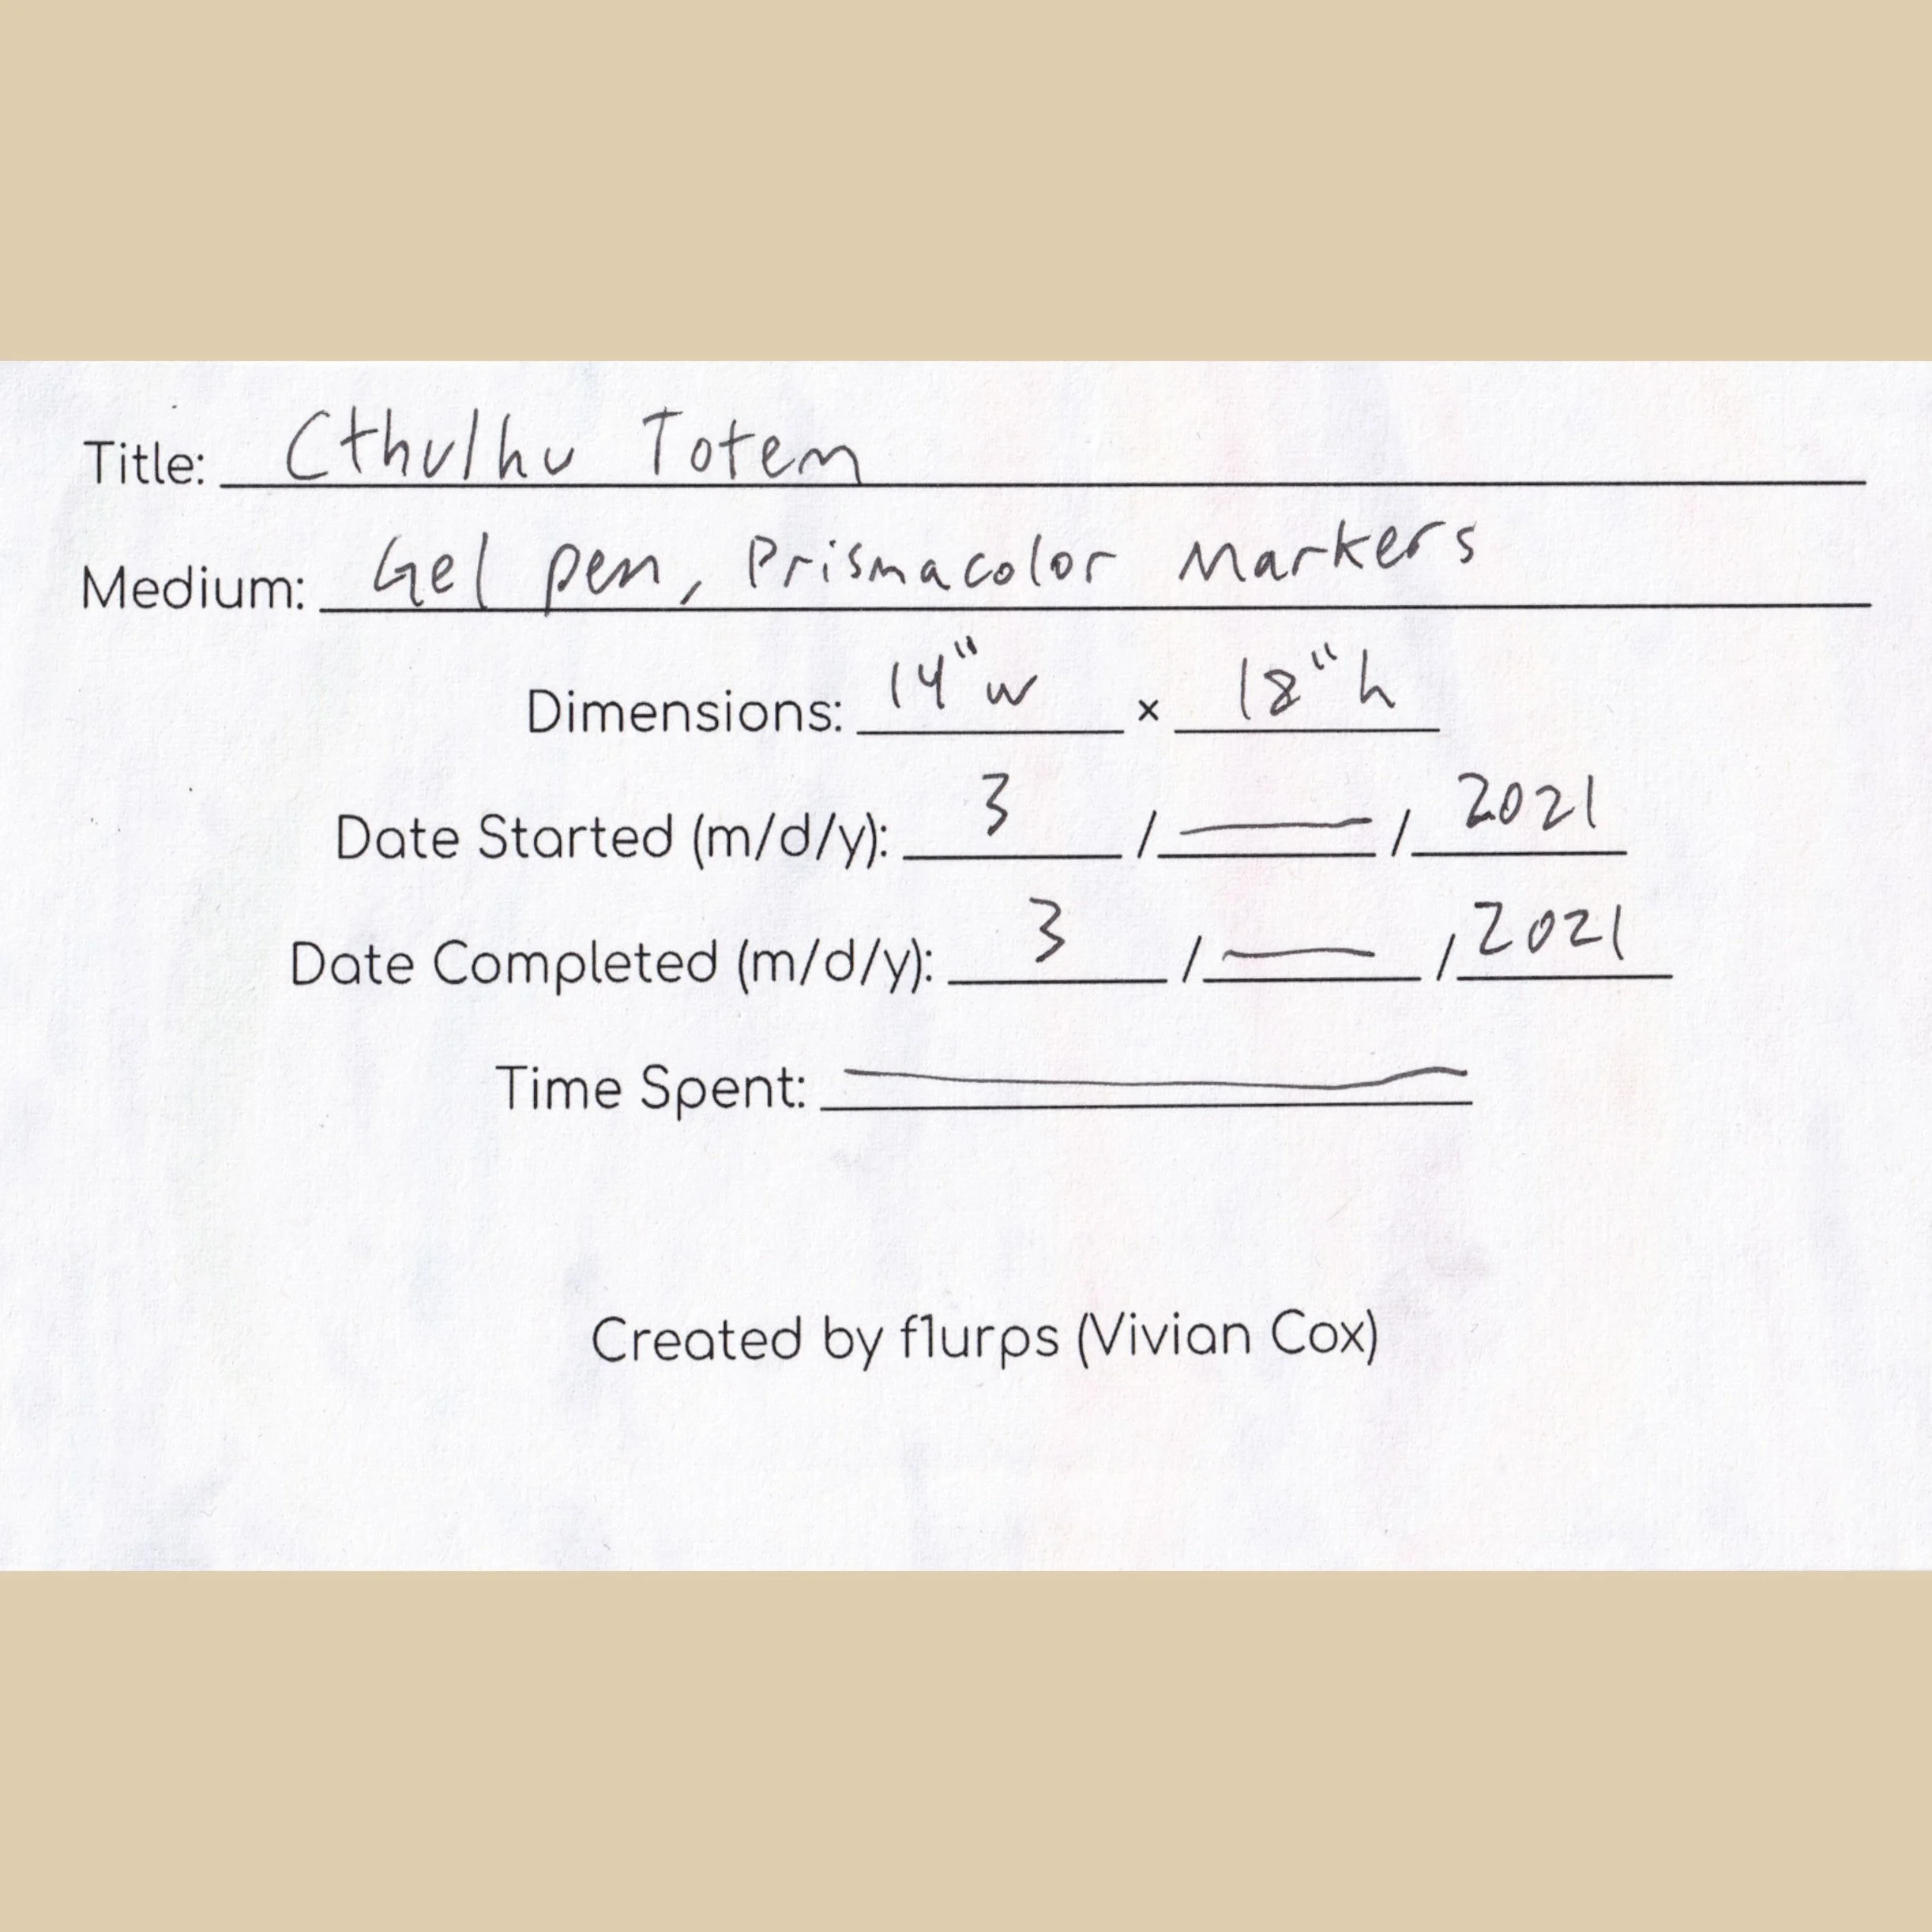 Title: Cthulhu Totem
Medium: Gel pen, Prismacolor Markers
Dimensions: 14"w × 18"h
Date Started (m/d/y): 3 / — / 2021
Date Completed (m/d/y): 3 / — / 2021
Time Spent: —
Created by f1urps (Vivian Cox)